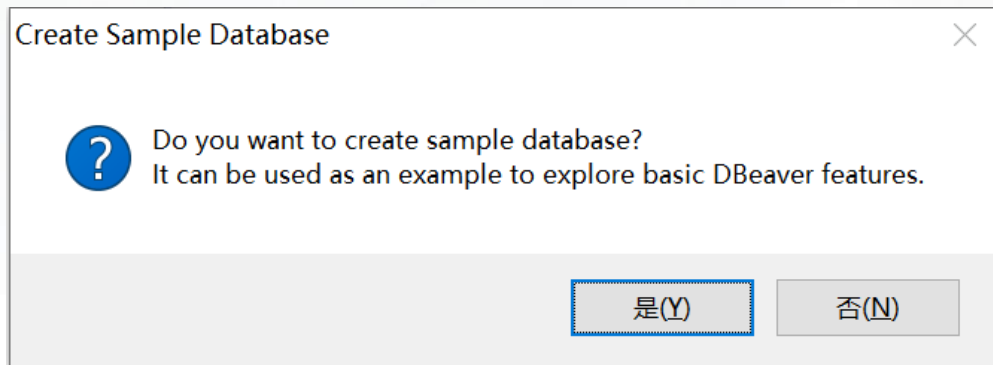 Create Sample Database
Do you want to create sample database?
It can be used as an example to explore basic DBeaver features.
是(Y)
否(N)